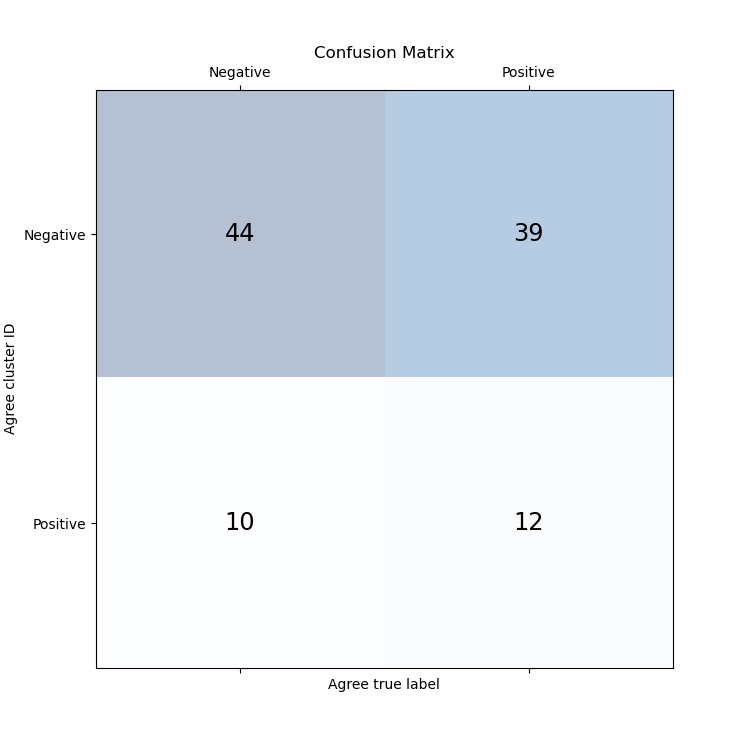 Confusion Matrix
Negative Positive
Negative
44 39
Agree cluster ID
Positive
10 12
Agree true label